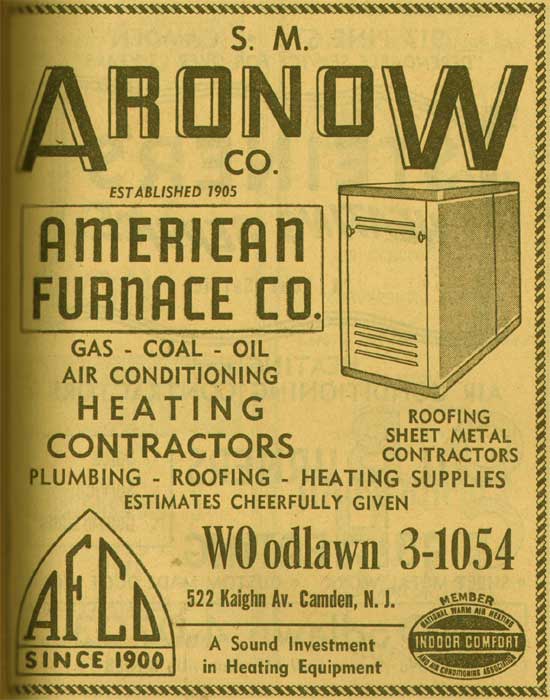 S. M.
ARONOW
CO.
ESTABLISHED 1905
AMERICAN
FURNACE CO.
GAS - COAL - OIL
AIR CONDITIONING
HEATING
CONTRACTORS
ROOFING
SHEET METAL
CONTRACTORS
PLUMBING - ROOFING - HEATING SUPPLIES
ESTIMATES CHEERFULLY GIVEN
WO odlawn 3-1054
522 Kaighn Av. Camden, N. J.
AFCO
SINCE 1900
A Sound Investment
in Heating Equipment
MEMBER
NATIONAL WARM AIR HEATING
INDOOR COMFORT
AND AIR CONDITIONING ASSOCIATION